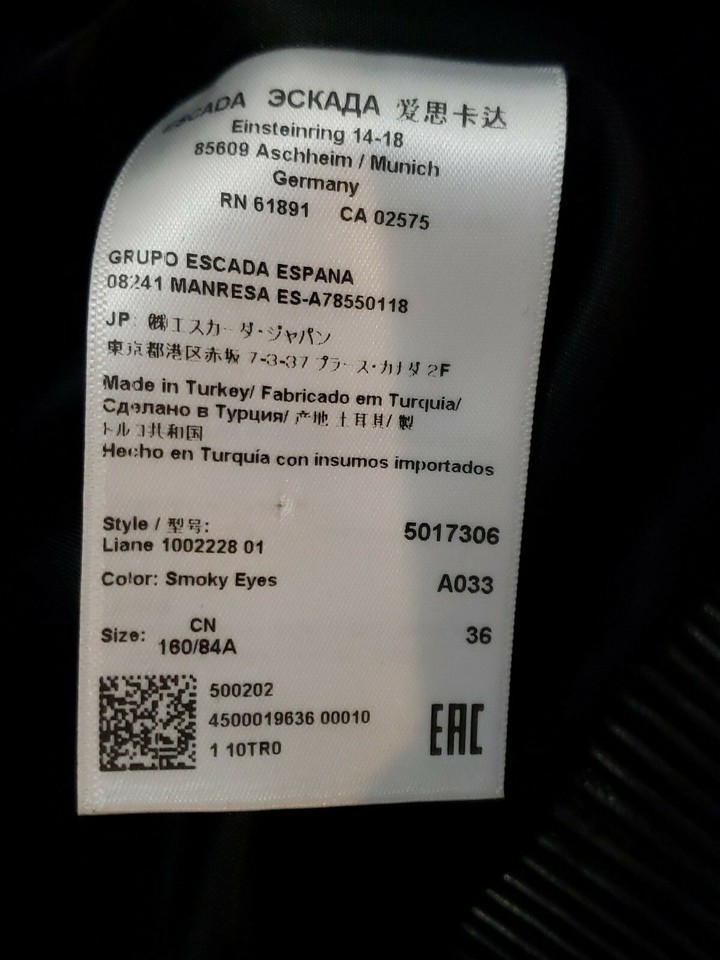 ESCADA ЭСКАДА 爱思卡达
Einsteinring 14-18
85609 Aschheim / Munich
Germany
RN 61891 CA 02575
GRUPO ESCADA ESPANA
08241 MANRESA ES-A78550118
JP: ㈱エスカーダ・ジャパン
東京都港区赤坂 7-3-37 プラース・カナダ 2F
Made in Turkey/ Fabricado em Turquia/
Сделано в Турция/ 产地 土耳其/ 製
トルコ共和国
Hecho en Turquía con insumos importados
Style / 型号: 5017306
Liane 1002228 01
Color: Smoky Eyes A033
Size: CN 36
160/84A
500202
4500019636 00010
1 10TR0
EAC